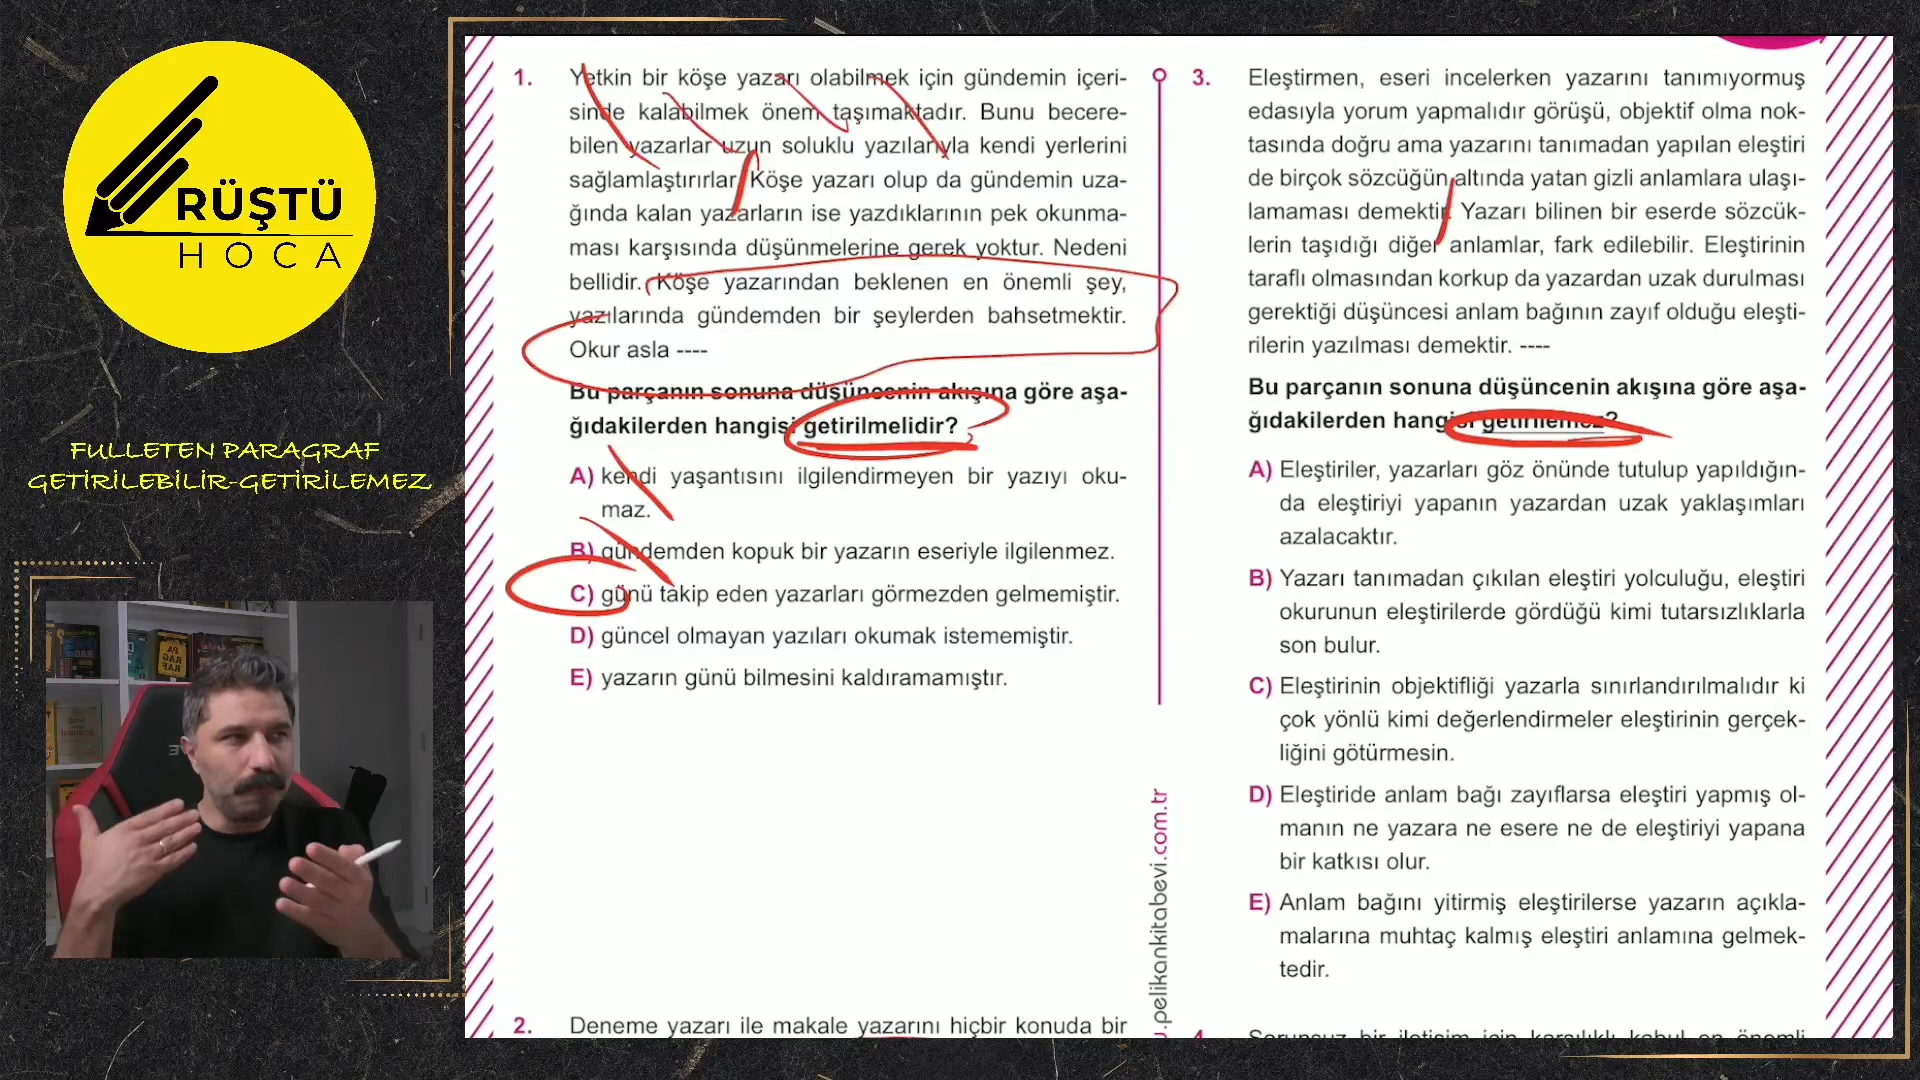 RÜŞTÜ
HOCA
FULLETEN PARAGRAF
GETİRİLEBİLİR-GETİRİLEMEZ
1. Yetkin bir köşe yazarı olabilmek için gündemin içeri-
sinde kalabilmek önem taşımaktadır. Bunu becere-
bilen yazarlar uzun soluklu yazılarıyla kendi yerlerini
sağlamlaştırırlar. Köşe yazarı olup da gündemin uza-
ğında kalan yazarların ise yazdıklarının pek okunma-
ması karşısında düşünmelerine gerek yoktur. Nedeni
bellidir. Köşe yazarından beklenen en önemli şey,
yazılarında gündemden bir şeylerden bahsetmektir.
Okur asla ----
Bu parçanın sonuna düşüncenin akışına göre aşa-
ğıdakilerden hangisi getirilmelidir?
A) kendi yaşantısını ilgilendirmeyen bir yazıyı oku-
maz.
B) gündemden kopuk bir yazarın eseriyle ilgilenmez.
C) günü takip eden yazarları görmezden gelmemiştir.
D) güncel olmayan yazıları okumak istememiştir.
E) yazarın günü bilmesini kaldıramamıştır.
2. Deneme yazarı ile makale yazarını hiçbir konuda bir
3. Eleştirmen, eseri incelerken yazarını tanımıyormuş
edasıyla yorum yapmalıdır görüşü, objektif olma nok-
tasında doğru ama yazarını tanımadan yapılan eleştiri
de birçok sözcüğün altında yatan gizli anlamlara ulaşı-
lamaması demektir. Yazarı bilinen bir eserde sözcük-
lerin taşıdığı diğer anlamlar, fark edilebilir. Eleştirinin
taraflı olmasından korkup da yazardan uzak durulması
gerektiği düşüncesi anlam bağının zayıf olduğu eleşti-
rilerin yazılması demektir. ----
Bu parçanın sonuna düşüncenin akışına göre aşa-
ğıdakilerden hangisi getirilemez?
A) Eleştiriler, yazarları göz önünde tutulup yapıldığın-
da eleştiriyi yapanın yazardan uzak yaklaşımları
azalacaktır.
B) Yazarı tanımadan çıkılan eleştiri yolculuğu, eleştiri
okurunun eleştirilerde gördüğü kimi tutarsızlıklarla
son bulur.
C) Eleştirinin objektifliği yazarla sınırlandırılmalıdır ki
çok yönlü kimi değerlendirmeler eleştirinin gerçek-
liğini götürmesin.
D) Eleştiride anlam bağı zayıflarsa eleştiri yapmış ol-
manın ne yazara ne esere ne de eleştiriyi yapana
bir katkısı olur.
E) Anlam bağını yitirmiş eleştirilerse yazarın açıkla-
malarına muhtaç kalmış eleştiri anlamına gelmek-
tedir.
4. Sorunsuz bir iletişim için karşılıklı kabul en önemli
.pelikankitabevi.com.tr
PA
RAG
RAF